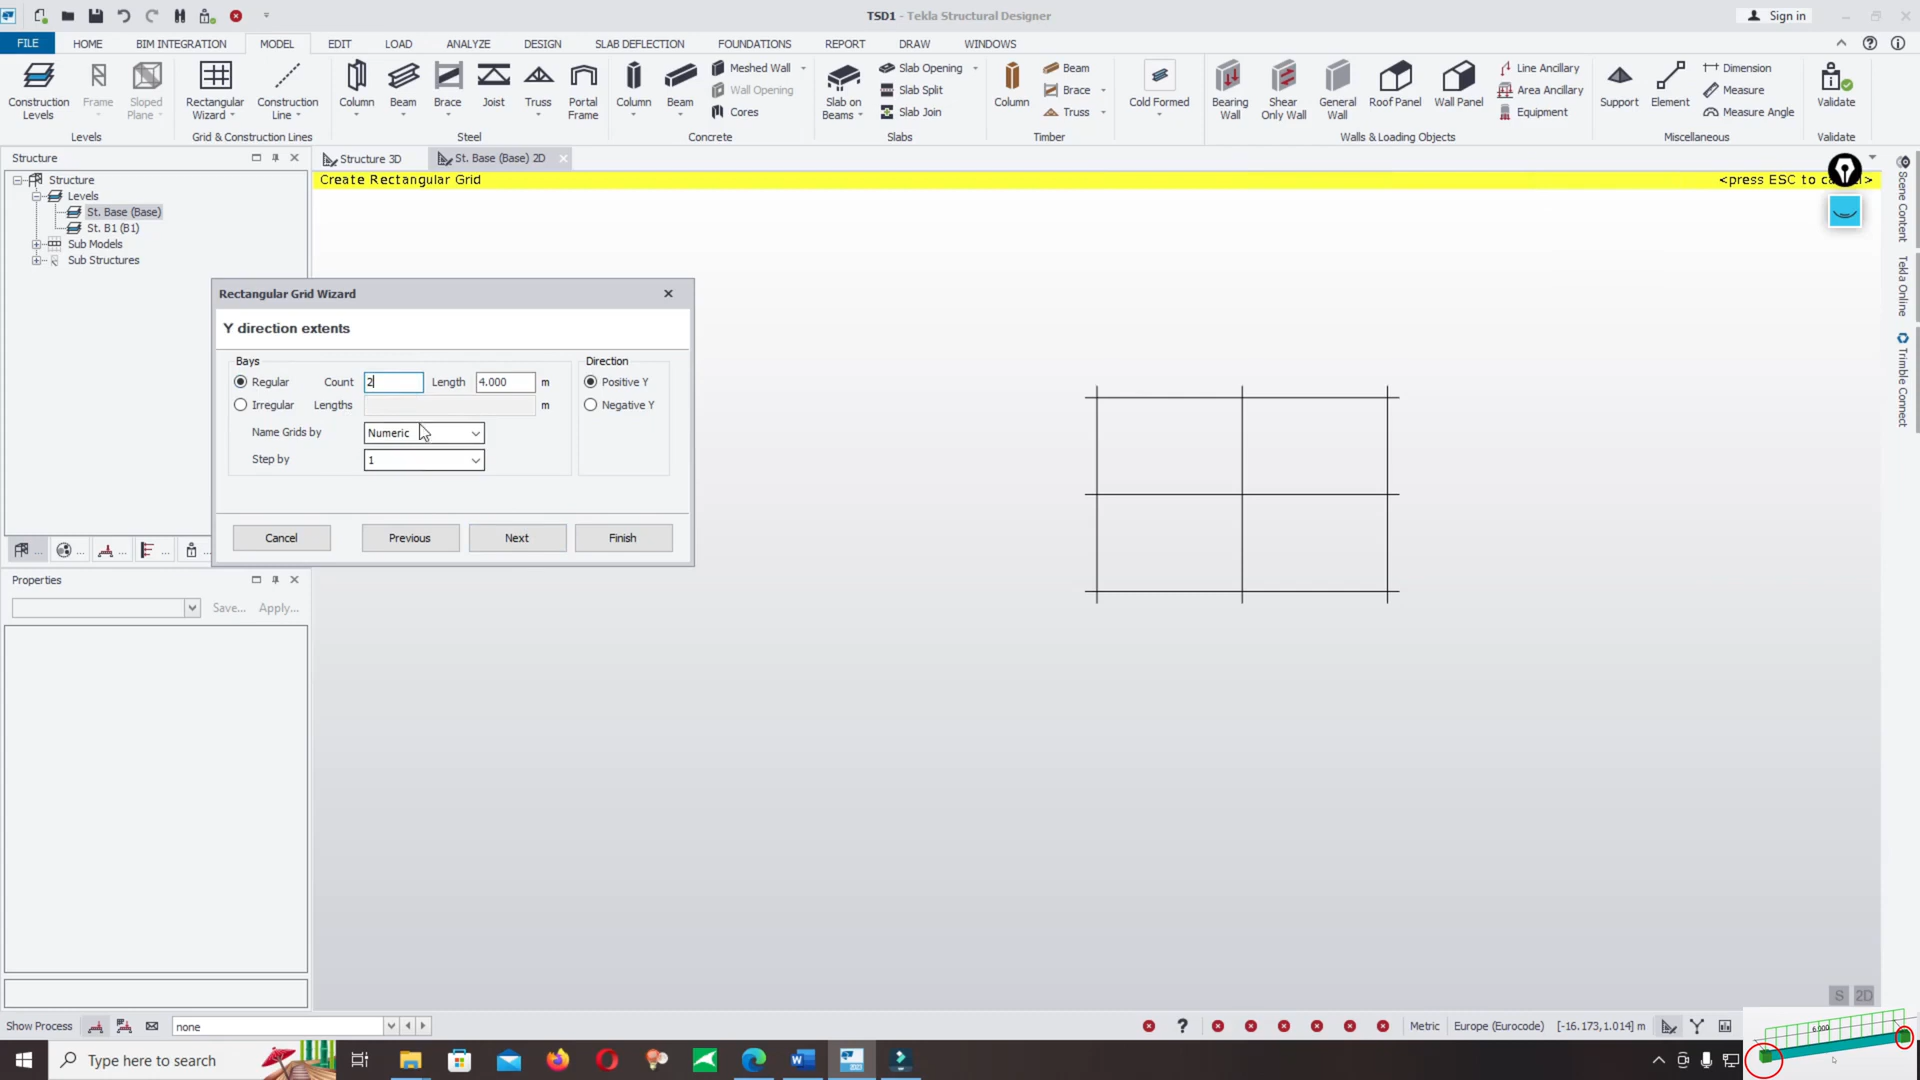 TSD1 - Tekla Structural Designer
Sign in
FILE HOME BIM INTEGRATION MODEL EDIT LOAD ANALYZE DESIGN SLAB DEFLECTION FOUNDATIONS REPORT DRAW WINDOWS
Construction Levels
Frame
Sloped Plane
Rectangular Wizard
Construction Line
Column
Beam
Brace
Joist
Truss
Portal Frame
Column
Beam
Meshed Wall
Wall Opening
Cores
Slab on Beams
Slab Opening
Slab Split
Slab Join
Column
Beam
Brace
Truss
Cold Formed
Bearing Wall
Shear Only Wall
General Wall
Roof Panel
Wall Panel
Line Ancillary
Area Ancillary
Equipment
Support
Element
Dimension
Measure
Measure Angle
Validate
Levels
Grid & Construction Lines
Steel
Concrete
Slabs
Timber
Walls & Loading Objects
Miscellaneous
Validate
Structure
Structure 3D
St. Base (Base) 2D
Create Rectangular Grid
<press ESC to ca
>
Structure
Levels
St. Base (Base)
St. B1 (B1)
Sub Models
Sub Structures
Rectangular Grid Wizard
Y direction extents
Bays
Direction
Regular Count 2 Length 4.000 m
Positive Y
Irregular Lengths m
Negative Y
Name Grids by Numeric
Step by 1
Cancel Previous Next Finish
Properties
Save... Apply...
Scene Content
Tekla Online
Trimble Connect
S 2D
Show Process none
Metric Europe (Eurocode) [-16.173,1.014] m
6.000
Type here to search